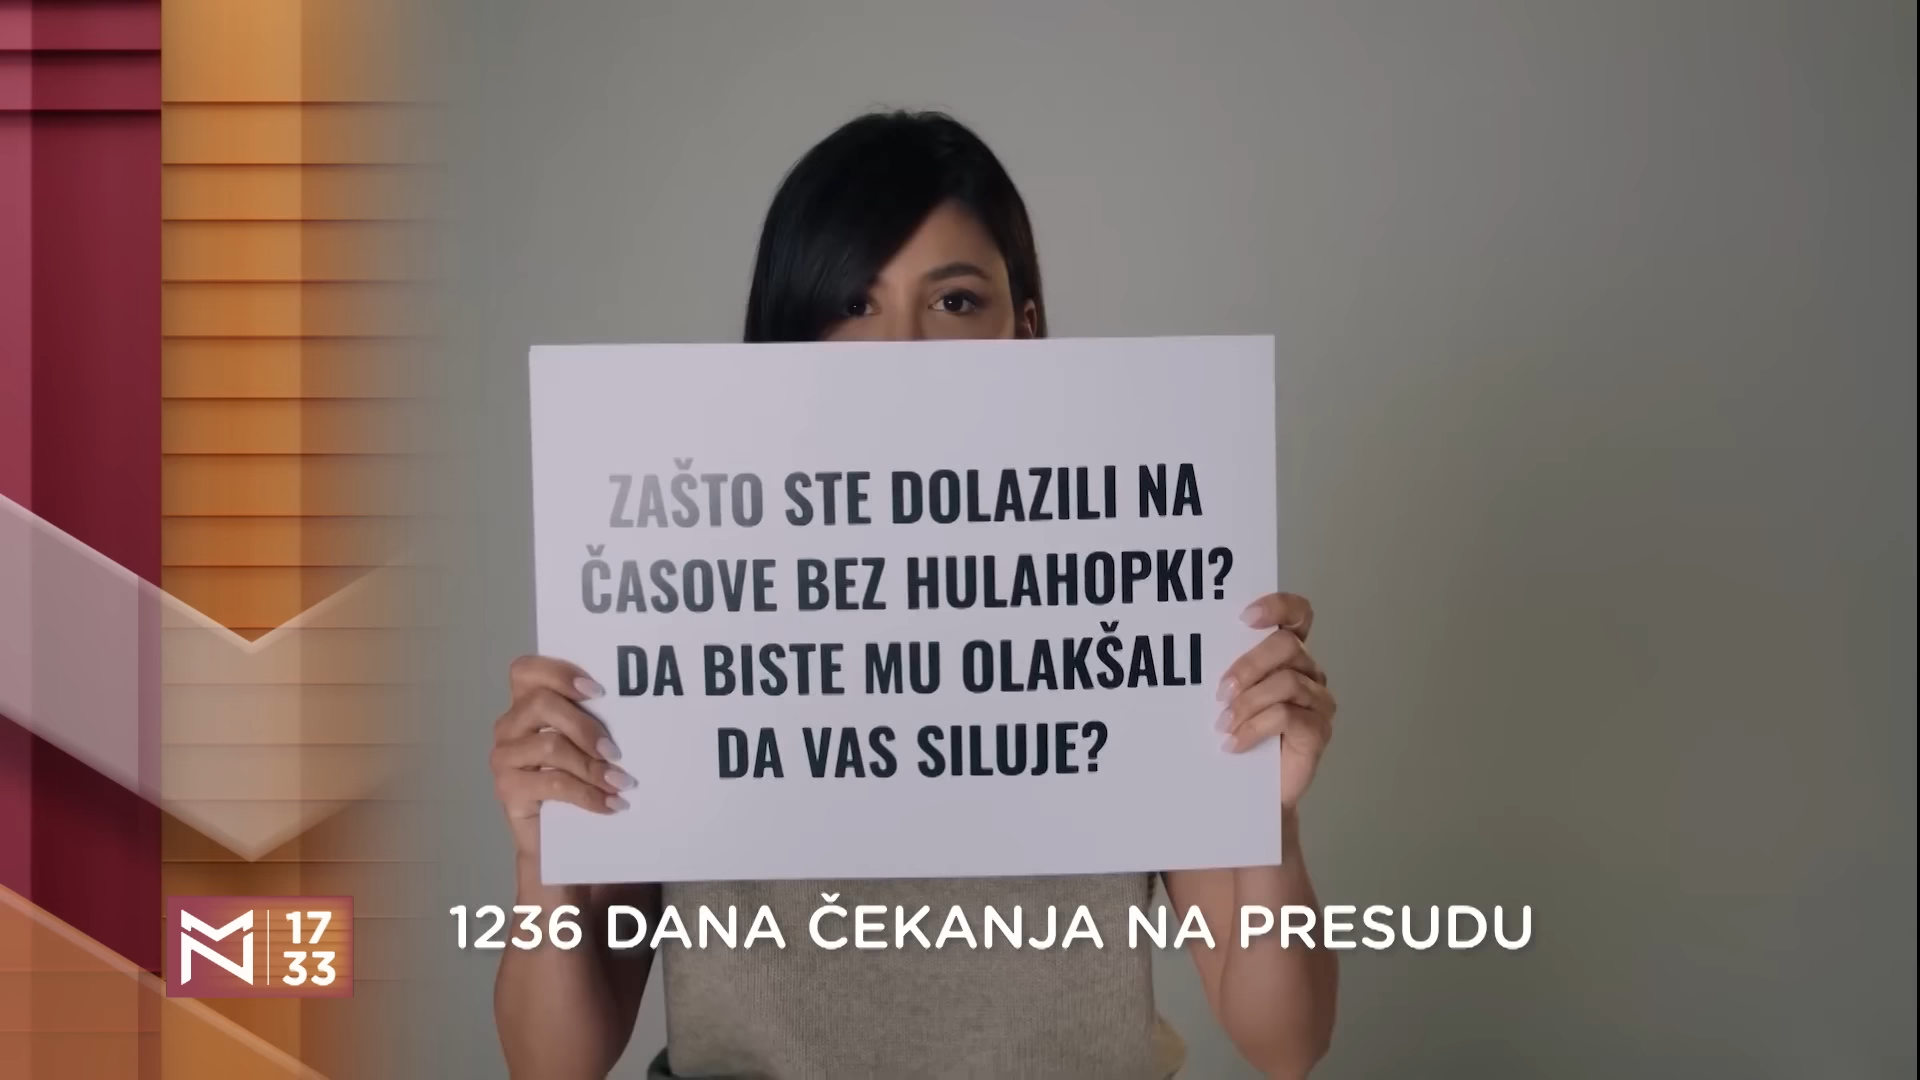 ZAŠTO STE DOLAZILI NA
ČASOVE BEZ HULAHOPKI?
DA BISTE MU OLAKŠALI
DA VAS SILUJE?
1236 DANA ČEKANJA NA PRESUDU
17
33